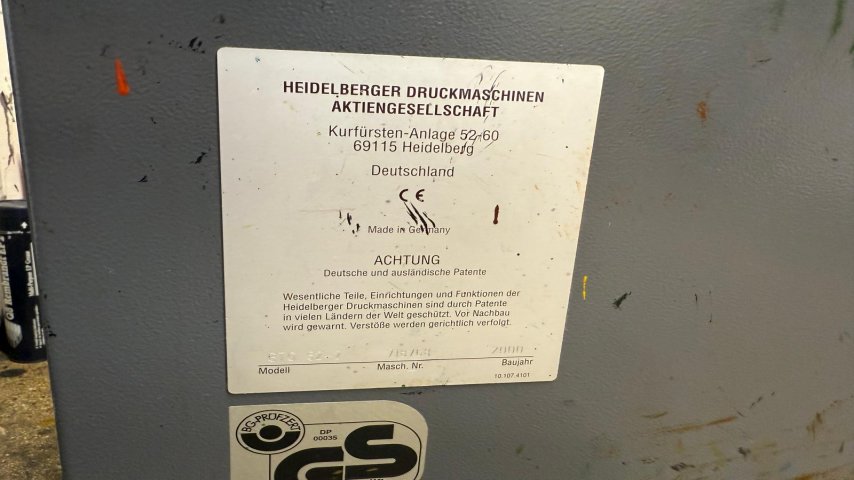 HEIDELBERGER DRUCKMASCHINEN
AKTIENGESELLSCHAFT
Kurfürsten-Anlage 52-60
69115 Heidelberg
Deutschland
CE
Made in Germany
ACHTUNG
Deutsche und ausländische Patente
Wesentliche Teile, Einrichtungen und Funktionen der
Heidelberger Druckmaschinen sind durch Patente
in vielen Ländern der Welt geschützt. Vor Nachbau
wird gewarnt. Verstöße werden gerichtlich verfolgt.
2000
Modell Masch. Nr. Baujahr
10.107.4101
BG-PRÜFZERT
DP
00035
GS